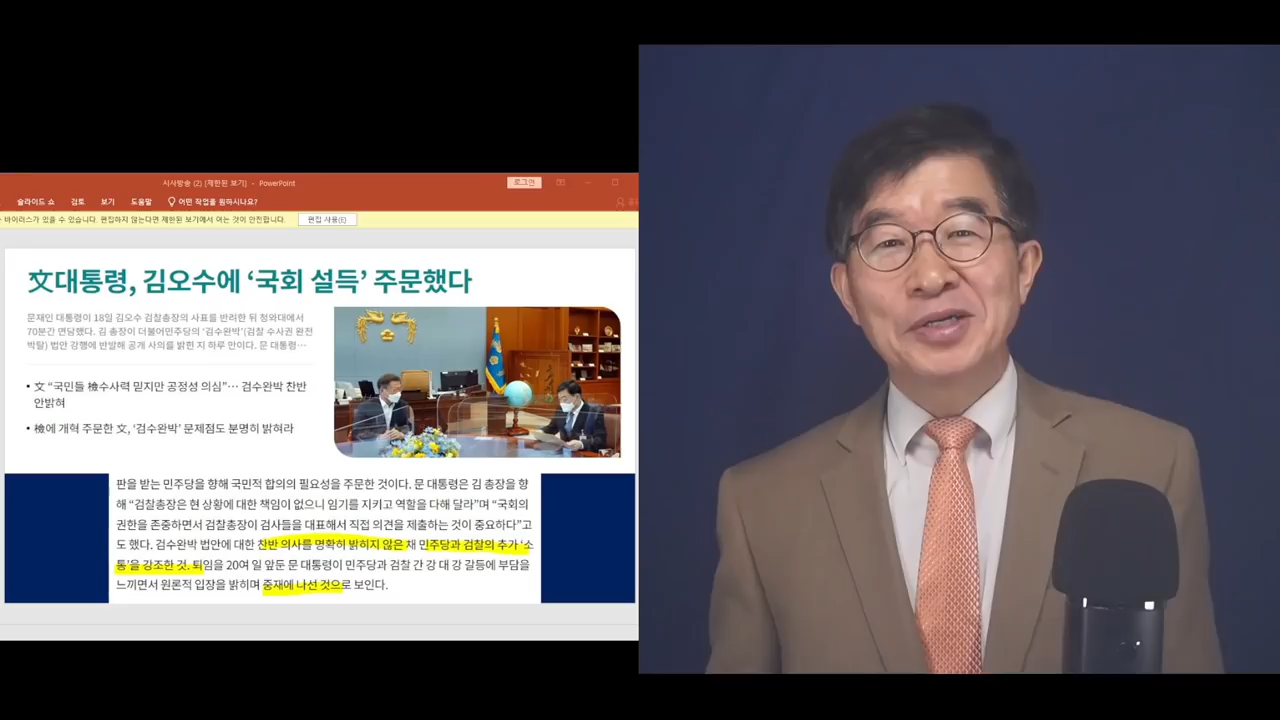 시사방송 (2) [제한된 보기] - PowerPoint
로그인
슬라이드 쇼 검토 보기 도움말 어떤 작업을 원하시나요?
바이러스가 있을 수 있습니다. 편집하지 않는다면 제한된 보기에서 여는 것이 안전합니다. 편집 사용(E)
文대통령, 김오수에 ‘국회 설득’ 주문했다
문재인 대통령이 18일 김오수 검찰총장의 사표를 반려한 뒤 청와대에서
70분간 면담했다. 김 총장이 더불어민주당의 ‘검수완박’(검찰 수사권 완전
박탈) 법안 강행에 반발해 공개 사의를 밝힌 지 하루 만이다. 문 대통령…
• 文 “국민들 檢수사력 믿지만 공정성 의심”… 검수완박 찬반
안밝혀
• 檢에 개혁 주문한 文, ‘검수완박’ 문제점도 분명히 밝혀라
판을 받는 민주당을 향해 국민적 합의의 필요성을 주문한 것이다. 문 대통령은 김 총장을 향
해 “검찰총장은 현 상황에 대한 책임이 없으니 임기를 지키고 역할을 다해 달라”며 “국회의
권한을 존중하면서 검찰총장이 검사들을 대표해서 직접 의견을 제출하는 것이 중요하다”고
도 했다. 검수완박 법안에 대한 찬반 의사를 명확히 밝히지 않은 채 민주당과 검찰의 추가 ‘소
통’을 강조한 것. 퇴임을 20여 일 앞둔 문 대통령이 민주당과 검찰 간 강 대 강 갈등에 부담을
느끼면서 원론적 입장을 밝히며 중재에 나선 것으로 보인다.